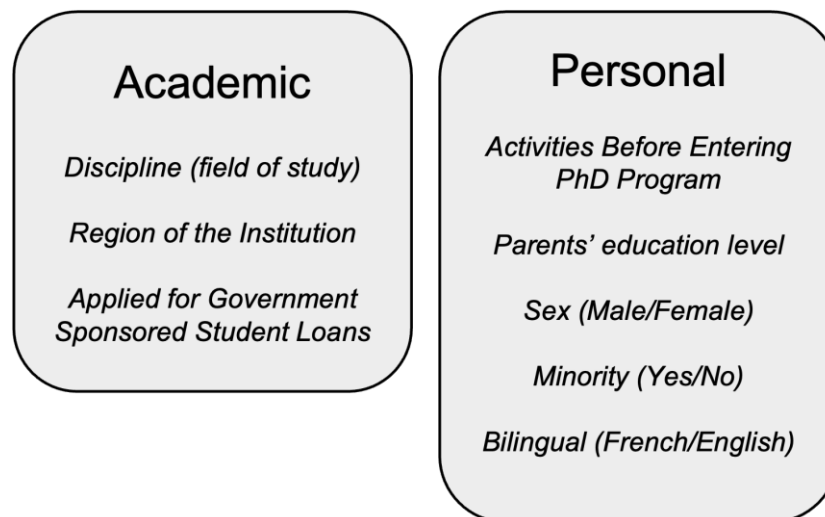 Academic
Discipline (field of study)
Region of the Institution
Applied for Government
Sponsored Student Loans
Personal
Activities Before Entering
PhD Program
Parents’ education level
Sex (Male/Female)
Minority (Yes/No)
Bilingual (French/English)